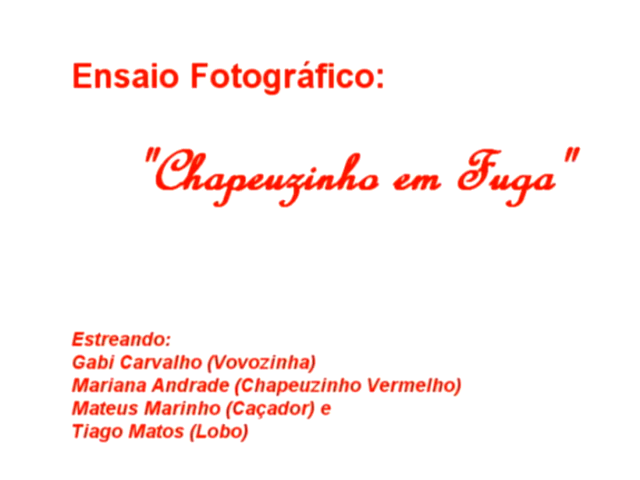 Ensaio Fotográfico:
"Chapeuzinho em Fuga"
Estreando:
Gabi Carvalho (Vovozinha)
Mariana Andrade (Chapeuzinho Vermelho)
Mateus Marinho (Caçador) e
Tiago Matos (Lobo)